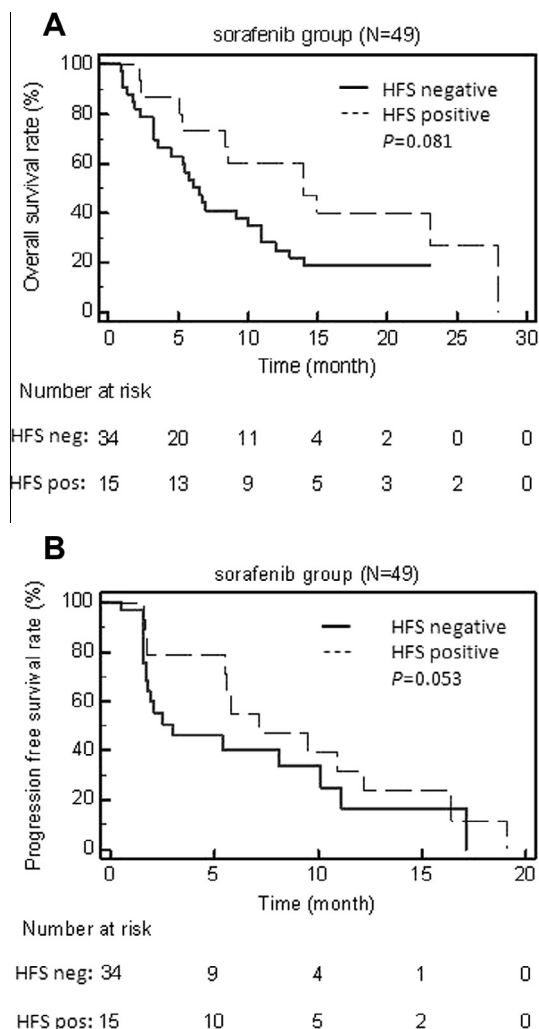 A
sorafenib group (N=49)
Overall survival rate (%)
100
80
60
40
20
0
HFS negative
HFS positive
P=0.081
0 5 10 15 20 25 30
Time (month)
Number at risk
HFS neg: 34 20 11 4 2 0 0
HFS pos: 15 13 9 5 3 2 0
B
sorafenib group (N=49)
Progression free survival rate (%)
100
80
60
40
20
0
HFS negative
HFS positive
P=0.053
0 5 10 15 20
Time (month)
Number at risk
HFS neg: 34 9 4 1 0
HFS pos: 15 10 5 2 0